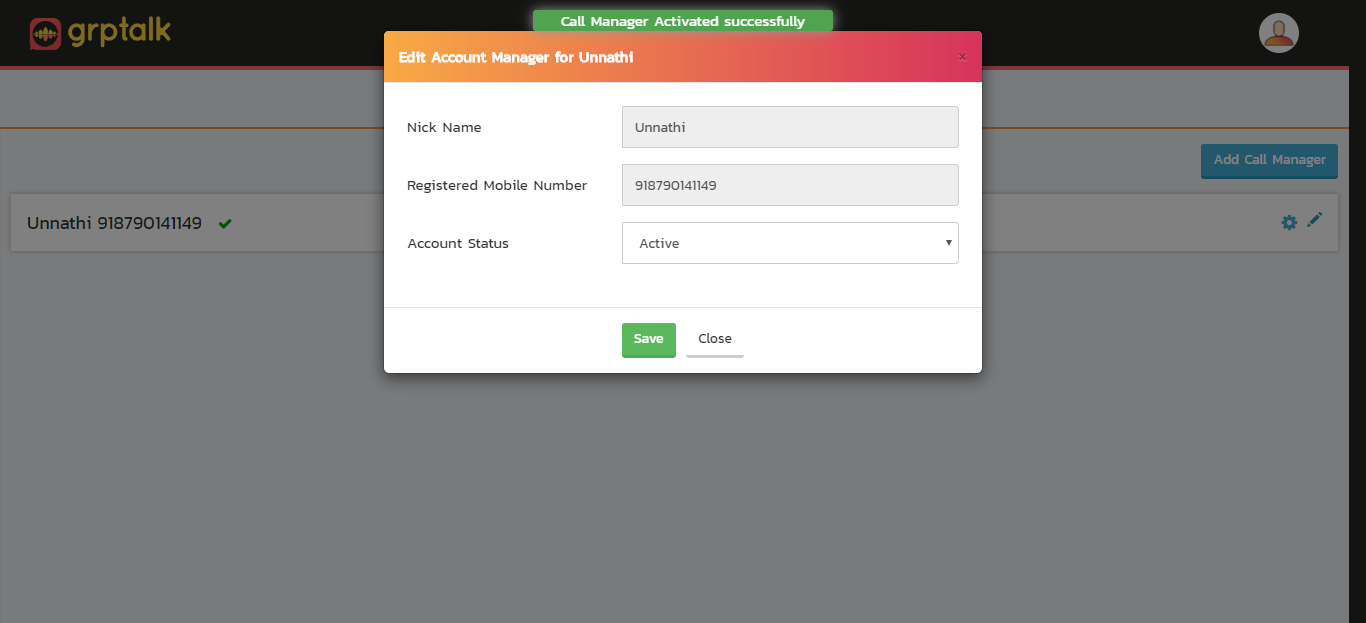 Call Manager Activated successfully
grptalk
Edit Account Manager for Unnathi
×
Nick Name
Unnathi
Registered Mobile Number
918790141149
Account Status
Active
Save
Close
Add Call Manager
Unnathi 918790141149